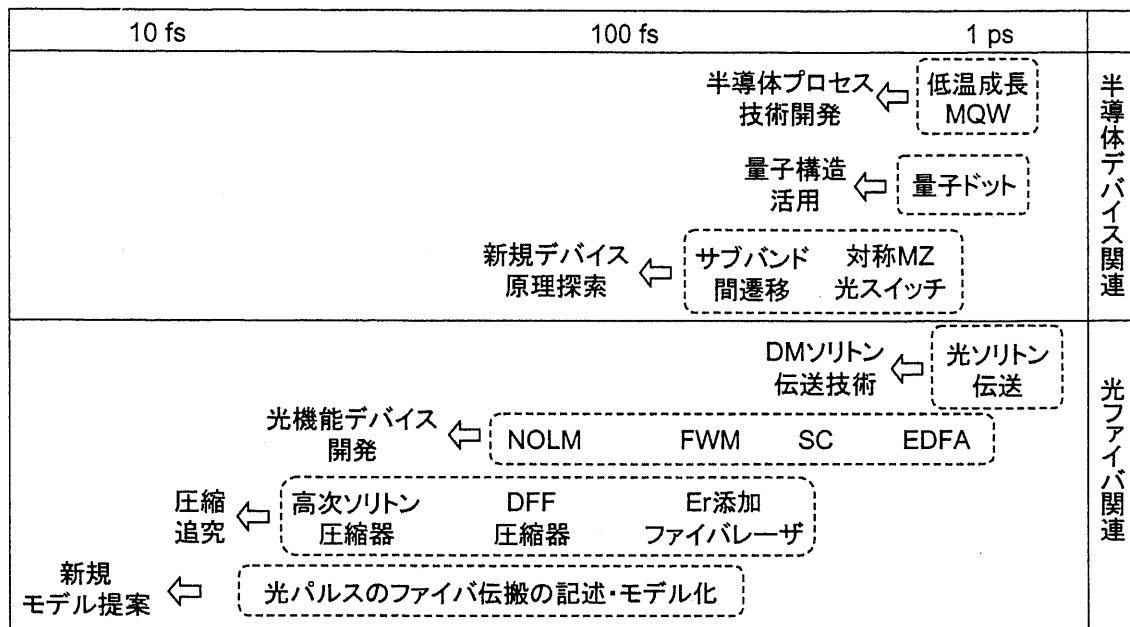 10 fs 100 fs 1 ps
半導体プロセス
技術開発
低温成長
MQW
量子構造
活用
量子ドット
新規デバイス
原理探索
サブバンド
間遷移
対称MZ
光スイッチ
半導体デバイス関連
DMソリトン
伝送技術
光ソリトン
伝送
光機能デバイス
開発
NOLM FWM SC EDFA
圧縮
追究
高次ソリトン
圧縮器
DFF
圧縮器
Er添加
ファイバレーザ
新規
モデル提案
光パルスのファイバ伝搬の記述・モデル化
光ファイバ関連